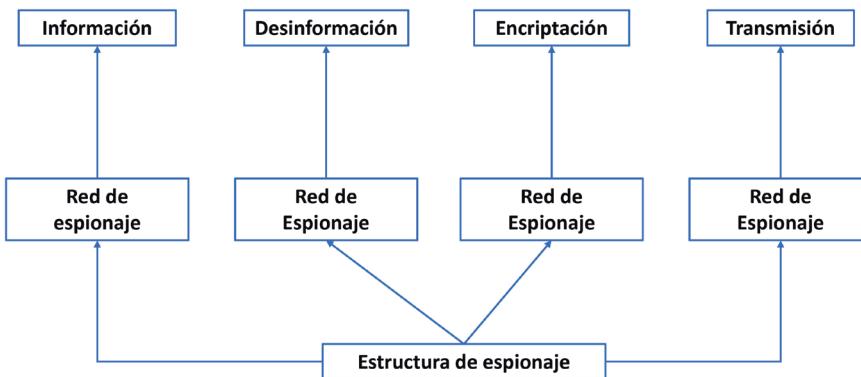 Información
Desinformación
Encriptación
Transmisión
Red de
espionaje
Red de
Espionaje
Red de
Espionaje
Red de
Espionaje
Estructura de espionaje